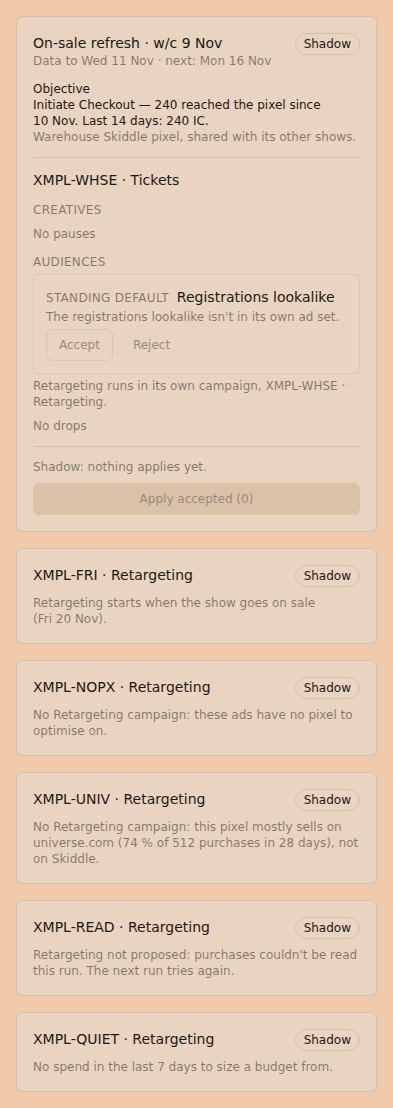 On-sale refresh · w/c 9 Nov
Shadow
Data to Wed 11 Nov · next: Mon 16 Nov
Objective
Initiate Checkout — 240 reached the pixel since
10 Nov. Last 14 days: 240 IC.
Warehouse Skiddle pixel, shared with its other shows.
XMPL-WHSE · Tickets
CREATIVES
No pauses
AUDIENCES
STANDING DEFAULT Registrations lookalike
The registrations lookalike isn't in its own ad set.
Accept Reject
Retargeting runs in its own campaign, XMPL-WHSE ·
Retargeting.
No drops
Shadow: nothing applies yet.
Apply accepted (0)
XMPL-FRI · Retargeting
Shadow
Retargeting starts when the show goes on sale
(Fri 20 Nov).
XMPL-NOPX · Retargeting
Shadow
No Retargeting campaign: these ads have no pixel to
optimise on.
XMPL-UNIV · Retargeting
Shadow
No Retargeting campaign: this pixel mostly sells on
universe.com (74 % of 512 purchases in 28 days), not
on Skiddle.
XMPL-READ · Retargeting
Shadow
Retargeting not proposed: purchases couldn't be read
this run. The next run tries again.
XMPL-QUIET · Retargeting
Shadow
No spend in the last 7 days to size a budget from.